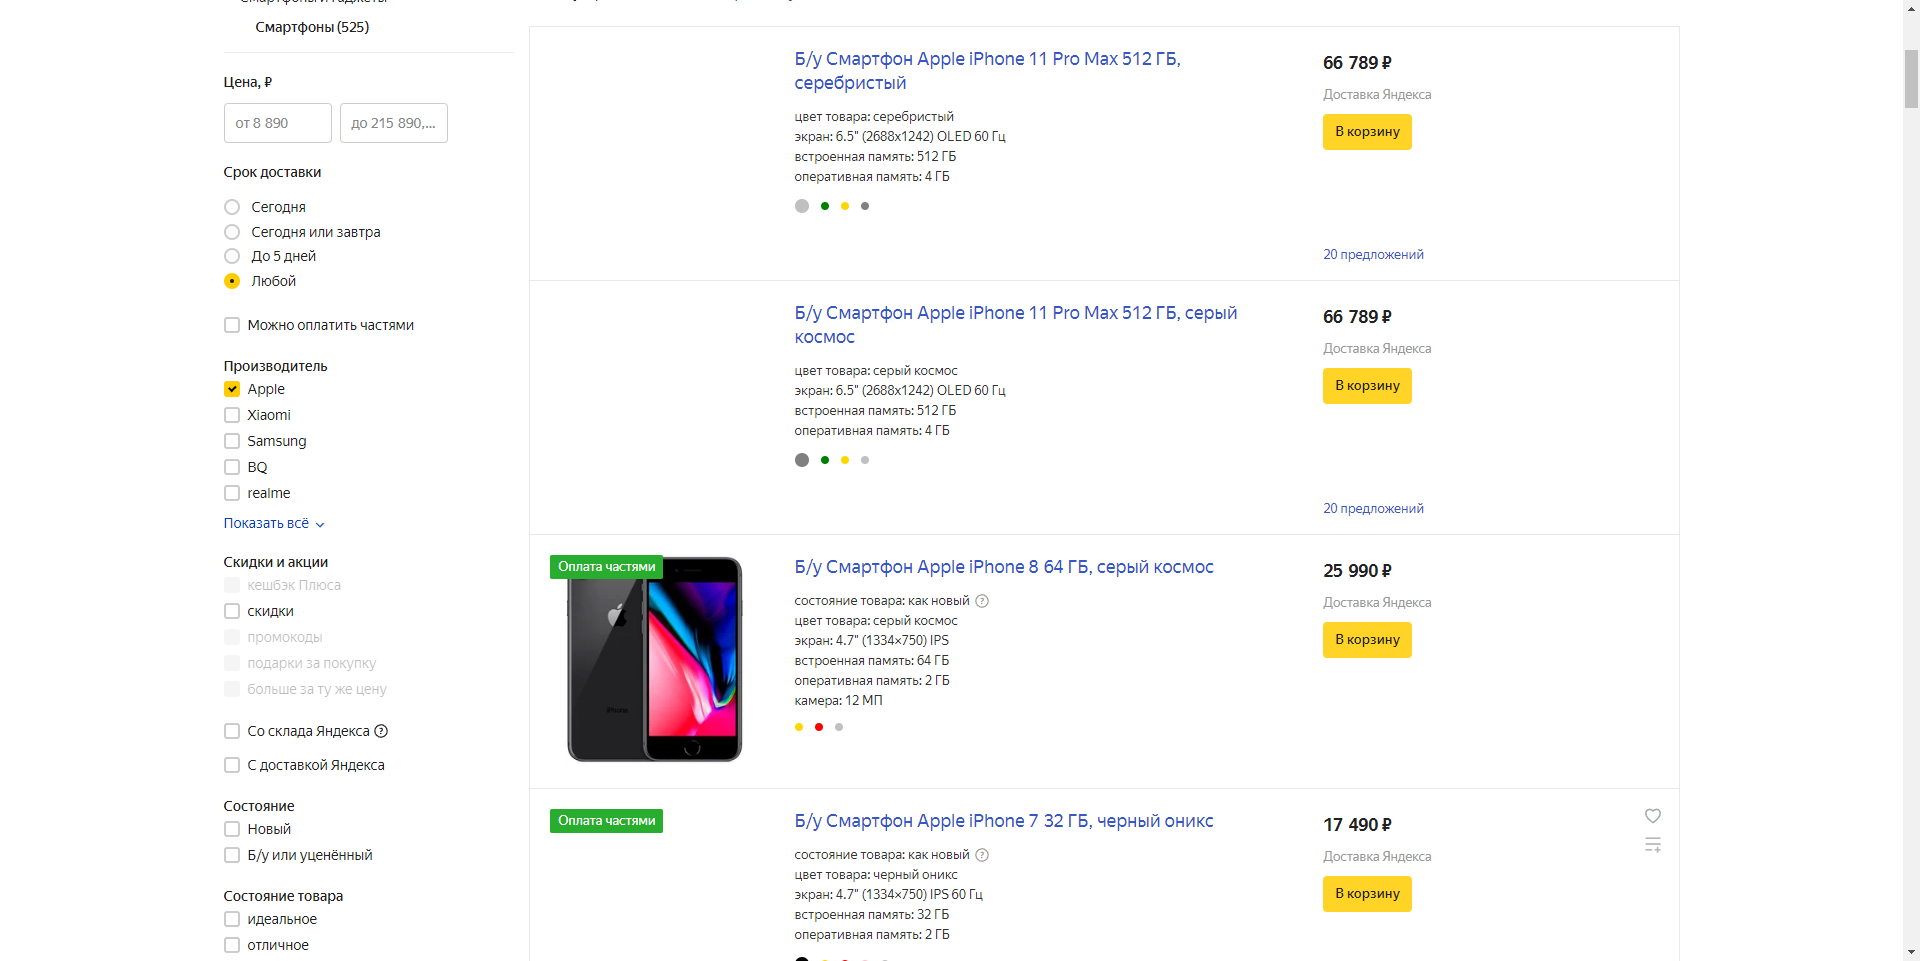 Смартфоны и гаджеты
Смартфоны (525)
Цена, ₽
от 8 890
до 215 890,...
Срок доставки
Сегодня
Сегодня или завтра
До 5 дней
Любой
Можно оплатить частями
Производитель
Apple
Xiaomi
Samsung
BQ
realme
Показать всё
Скидки и акции
кешбэк Плюса
скидки
промокоды
подарки за покупку
больше за ту же цену
Со склада Яндекса
С доставкой Яндекса
Состояние
Новый
Б/у или уценённый
Состояние товара
идеальное
отличное
Б/у Смартфон Apple iPhone 11 Pro Max 512 ГБ,
серебристый
цвет товара: серебристый
экран: 6.5" (2688x1242) OLED 60 Гц
встроенная память: 512 ГБ
оперативная память: 4 ГБ
66 789 ₽
Доставка Яндекса
В корзину
20 предложений
Б/у Смартфон Apple iPhone 11 Pro Max 512 ГБ, серый
космос
цвет товара: серый космос
экран: 6.5" (2688x1242) OLED 60 Гц
встроенная память: 512 ГБ
оперативная память: 4 ГБ
66 789 ₽
Доставка Яндекса
В корзину
20 предложений
Оплата частями
iPhone
Б/у Смартфон Apple iPhone 8 64 ГБ, серый космос
состояние товара: как новый
цвет товара: серый космос
экран: 4.7" (1334×750) IPS
встроенная память: 64 ГБ
оперативная память: 2 ГБ
камера: 12 МП
25 990 ₽
Доставка Яндекса
В корзину
Оплата частями
Б/у Смартфон Apple iPhone 7 32 ГБ, черный оникс
состояние товара: как новый
цвет товара: черный оникс
экран: 4.7" (1334×750) IPS 60 Гц
встроенная память: 32 ГБ
оперативная память: 2 ГБ
17 490 ₽
Доставка Яндекса
В корзину